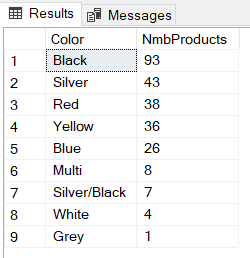 Results Messages
Color NmbProducts
1 Black 93
2 Silver 43
3 Red 38
4 Yellow 36
5 Blue 26
6 Multi 8
7 Silver/Black 7
8 White 4
9 Grey 1